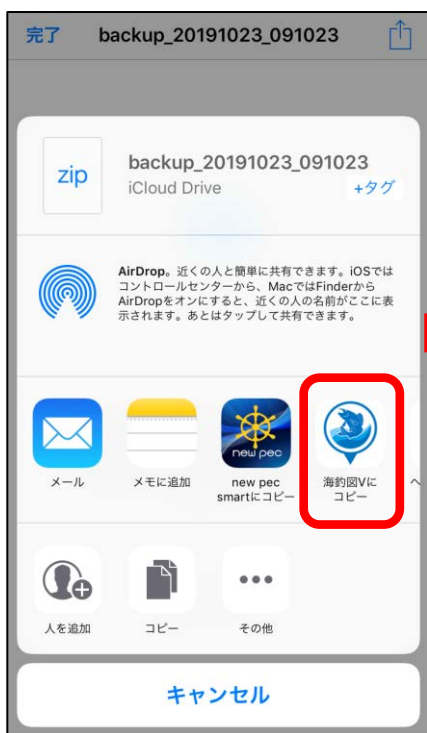 完了 backup_20191023_091023
zip
backup_20191023_091023
iCloud Drive
+タグ
AirDrop。近くの人と簡単に共有できます。iOSでは
コントロールセンターから、MacではFinderから
AirDropをオンにすると、近くの人の名前がここに表
示されます。あとはタップして共有できます。
new pec
メール
メモに追加
new pec
smartにコピー
海釣図Vに
コピー
人を追加
コピー
その他
キャンセル